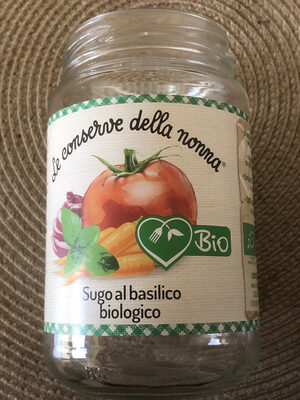 le conserve della nonna®
Bio
Sugo al basilico
biologico